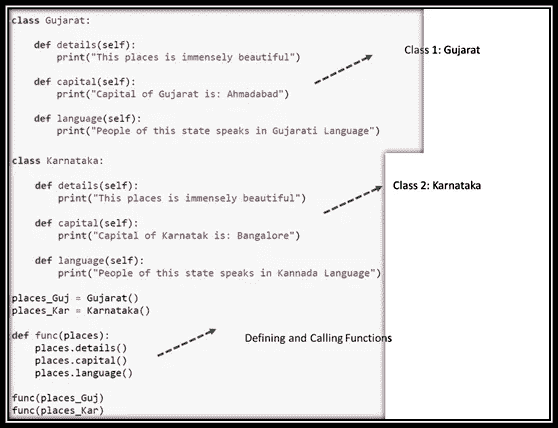 class Gujarat:
def details(self):
print("This places is immensely beautiful")
Class 1: Gujarat
def capital(self):
print("Capital of Gujarat is: Ahmadabad")
def language(self):
print("People of this state speaks in Gujarati Language")
class Karnataka:
def details(self):
print("This places is immensely beautiful")
Class 2: Karnataka
def capital(self):
print("Capital of Karnatak is: Bangalore")
def language(self):
print("People of this state speaks in Kannada Language")
places_Guj = Gujarat()
places_Kar = Karnataka()
def func(places):
Defining and Calling Functions
places.details()
places.capital()
places.language()
func(places_Guj)
func(places_Kar)